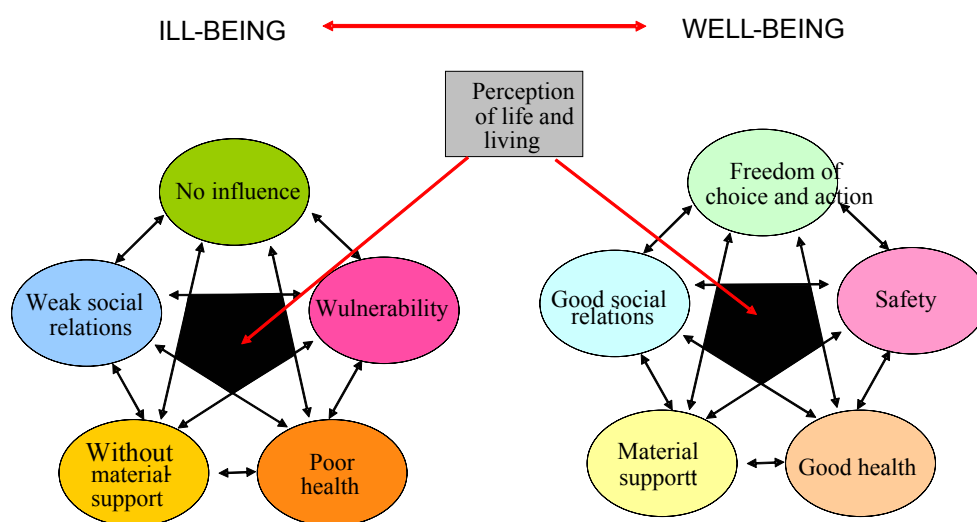 ILL-BEING
WELL-BEING
Perception
of life and
living
No influence
Weak social
relations
Wulnerability
Without
material-
support
Poor
health
Freedom of
choice and action
Good social
relations
Safety
Material
supportt
Good health